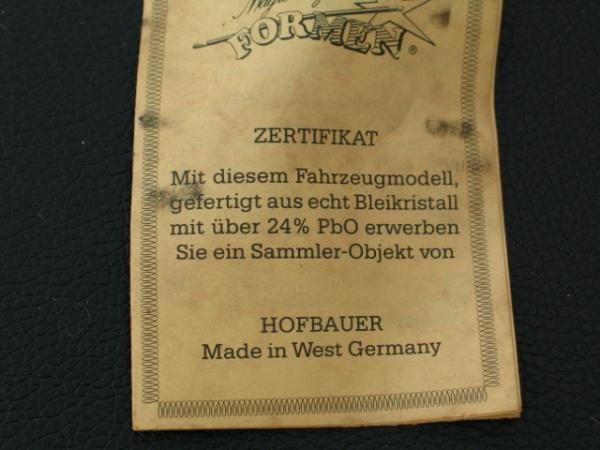 FORMEN ®
ZERTIFIKAT
Mit diesem Fahrzeugmodell,
gefertigt aus echt Bleikristall
mit über 24% PbO erwerben
Sie ein Sammler-Objekt von
HOFBAUER
Made in West Germany